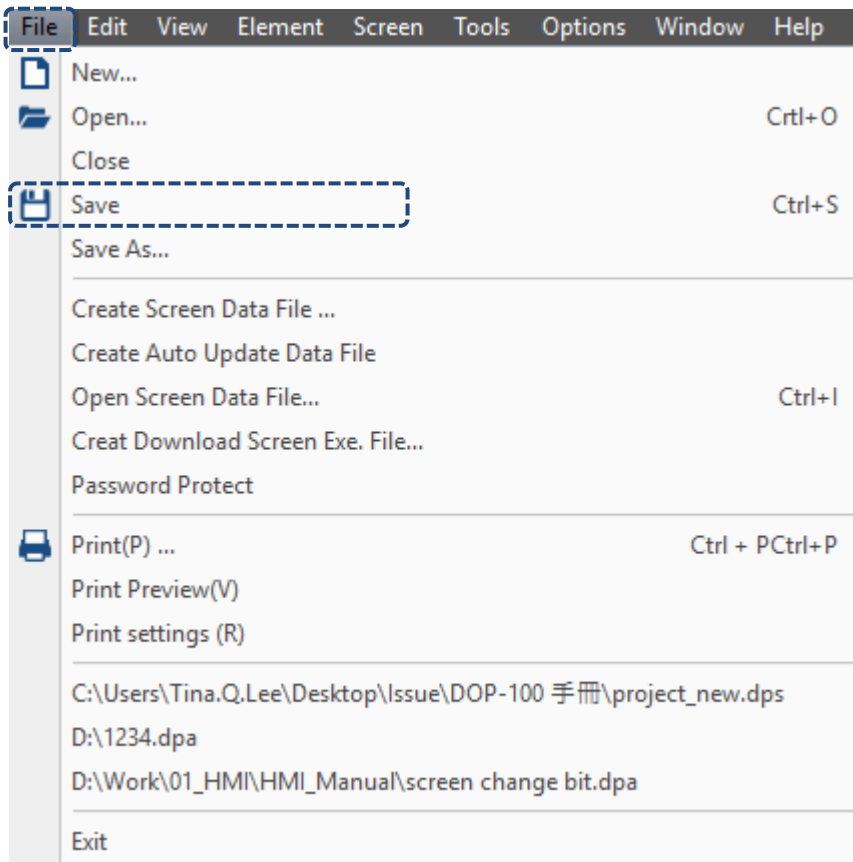 File Edit View Element Screen Tools Options Window Help
New...
Open... Crtl+O
Close
Save Ctrl+S
Save As...
Create Screen Data File ...
Create Auto Update Data File
Open Screen Data File... Ctrl+I
Creat Download Screen Exe. File...
Password Protect
Print(P) ... Ctrl + PCtrl+P
Print Preview(V)
Print settings (R)
C:\Users\Tina.Q.Lee\Desktop\Issue\DOP-100 手冊\project_new.dps
D:\1234.dpa
D:\Work\01_HMI\HMI_Manual\screen change bit.dpa
Exit